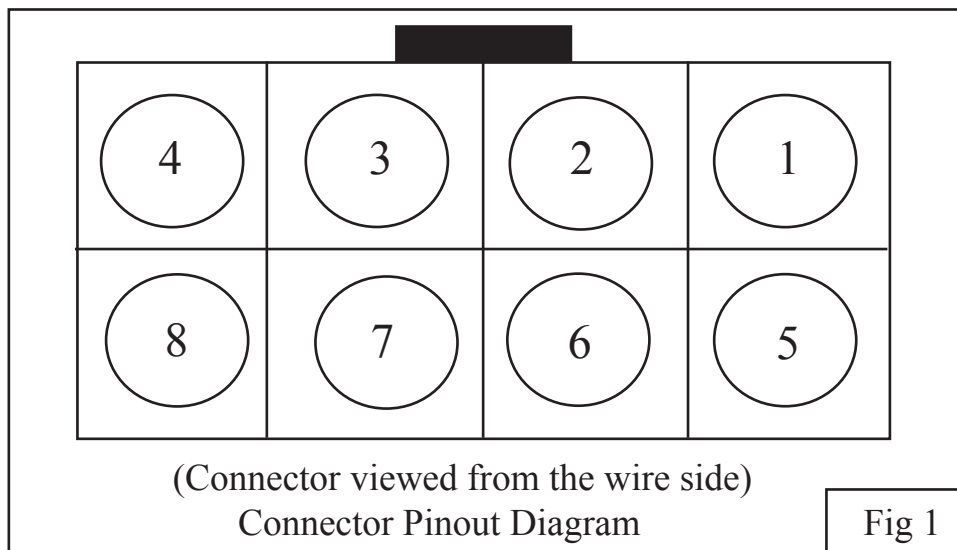 4 3 2 1
8 7 6 5
(Connector viewed from the wire side)
Connector Pinout Diagram
Fig 1